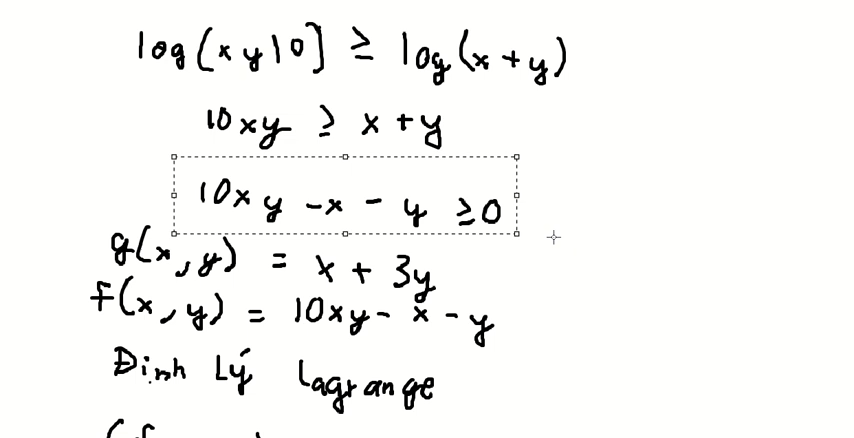 log(xy10) ≥ log(x+y)
10xy ≥ x+y
10xy -x - y ≥0
g(x,y) = x + 3y
f(x,y) = 10xy - x - y
Định Lý Lagrange